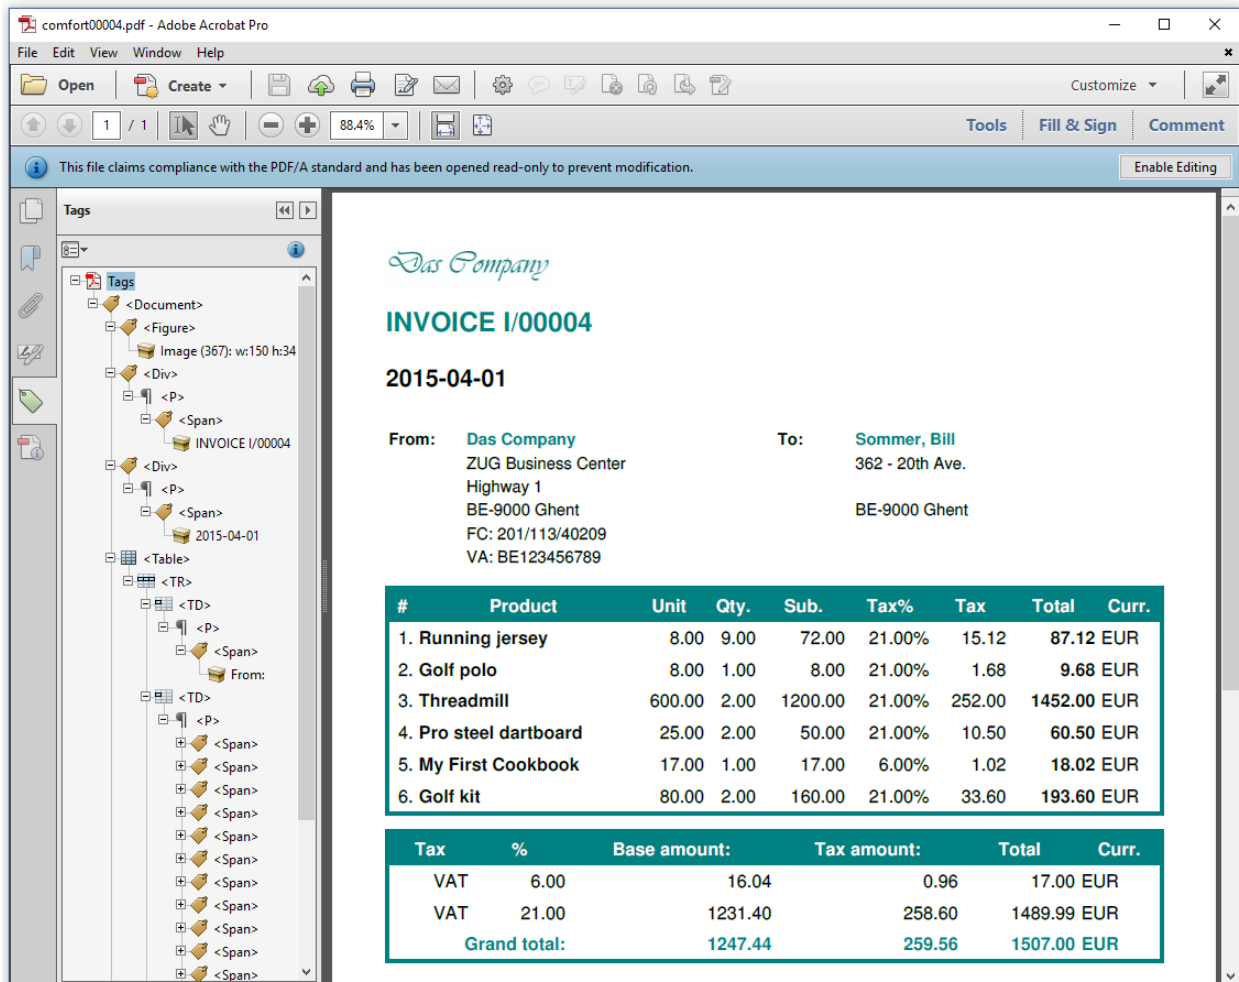 comfort00004.pdf - Adobe Acrobat Pro
File Edit View Window Help
Open Create Customize
1 / 1 88.4% Tools Fill & Sign Comment
This file claims compliance with the PDF/A standard and has been opened read-only to prevent modification. Enable Editing
Tags
Tags
<Document>
<Figure>
Image (367): w:150 h:34
<Div>
<P>
<Span>
INVOICE I/00004
<Div>
<P>
<Span>
2015-04-01
<Table>
<TR>
<TD>
<P>
<Span>
From:
<TD>
<P>
<Span>
<Span>
<Span>
<Span>
<Span>
<Span>
<Span>
<Span>
<Span>
<Span>
<Span>
Das Company
INVOICE I/00004
2015-04-01
From: Das Company
ZUG Business Center
Highway 1
BE-9000 Ghent
FC: 201/113/40209
VA: BE123456789
To: Sommer, Bill
362 - 20th Ave.
BE-9000 Ghent
# Product Unit Qty. Sub. Tax% Tax Total Curr.
1. Running jersey 8.00 9.00 72.00 21.00% 15.12 87.12 EUR
2. Golf polo 8.00 1.00 8.00 21.00% 1.68 9.68 EUR
3. Threadmill 600.00 2.00 1200.00 21.00% 252.00 1452.00 EUR
4. Pro steel dartboard 25.00 2.00 50.00 21.00% 10.50 60.50 EUR
5. My First Cookbook 17.00 1.00 17.00 6.00% 1.02 18.02 EUR
6. Golf kit 80.00 2.00 160.00 21.00% 33.60 193.60 EUR
Tax % Base amount: Tax amount: Total Curr.
VAT 6.00 16.04 0.96 17.00 EUR
VAT 21.00 1231.40 258.60 1489.99 EUR
Grand total: 1247.44 259.56 1507.00 EUR